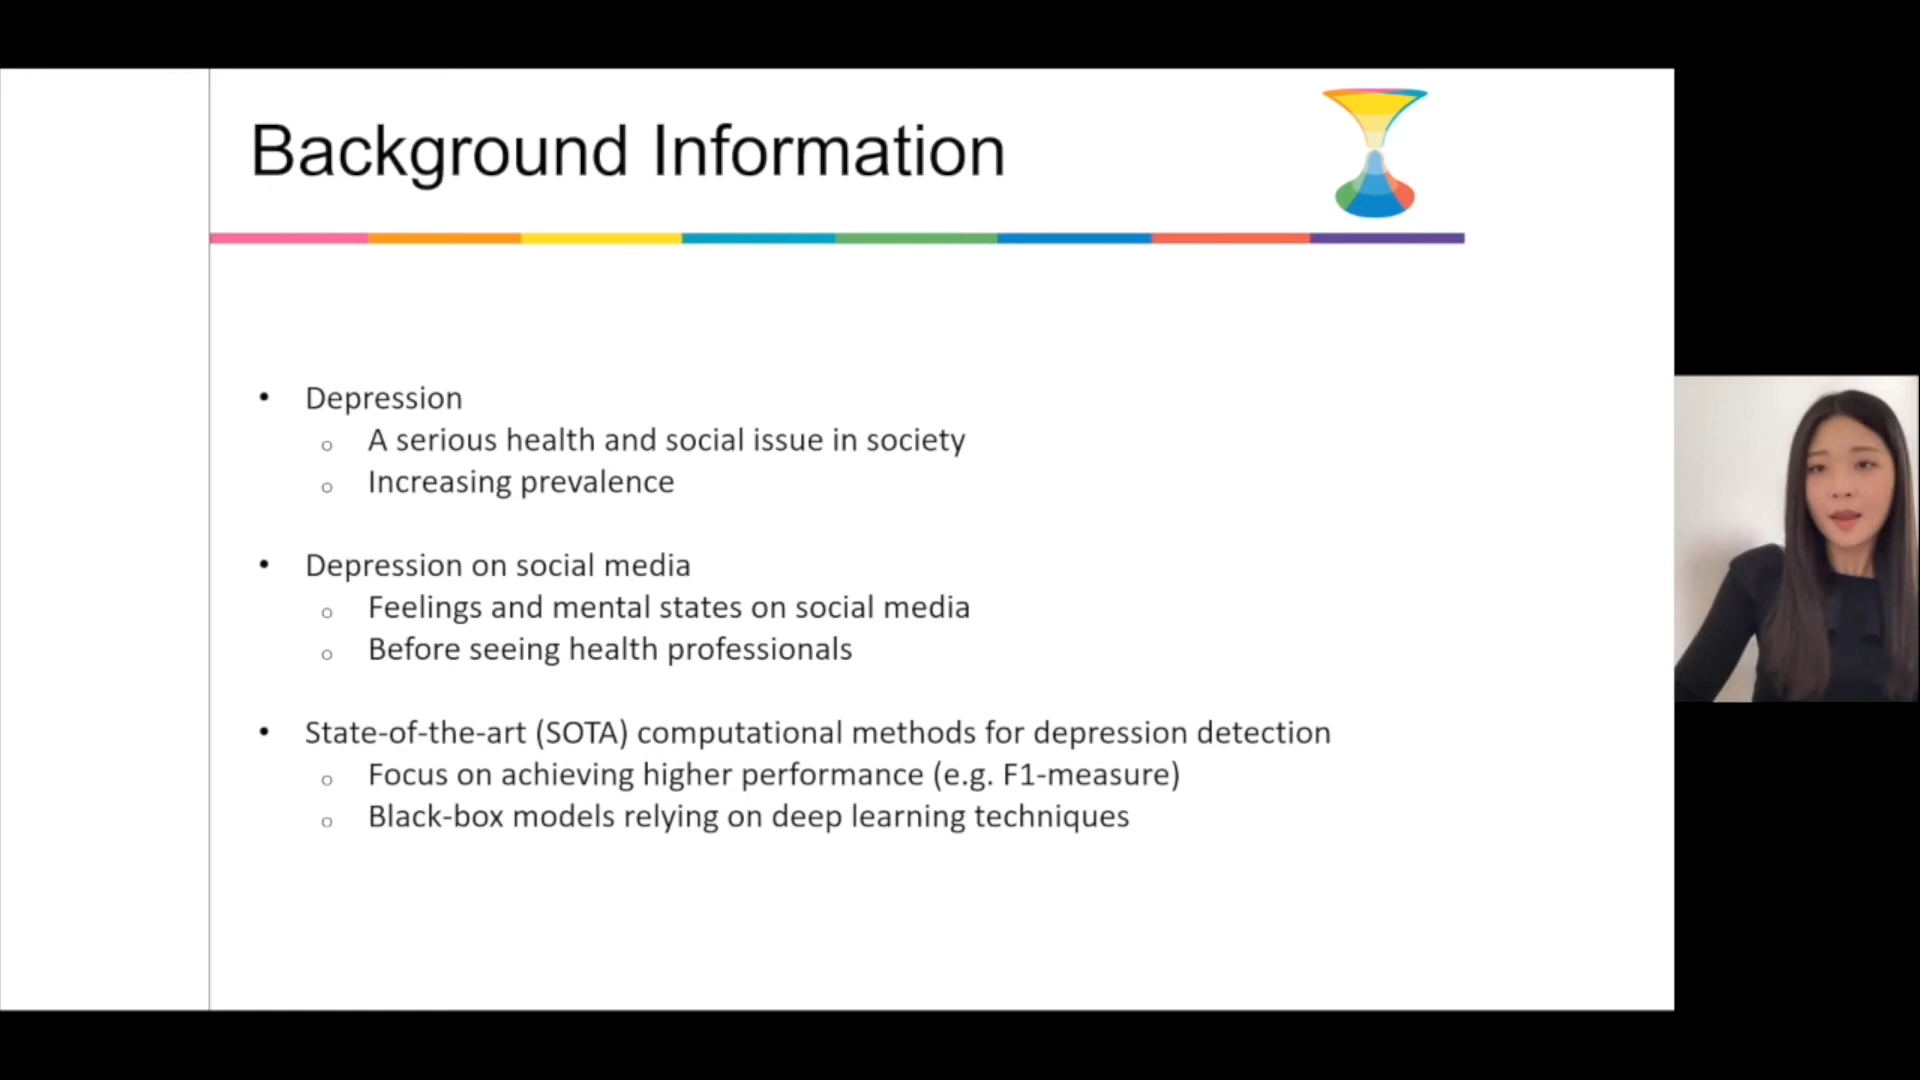 Background Information
• Depression
○ A serious health and social issue in society
○ Increasing prevalence
• Depression on social media
○ Feelings and mental states on social media
○ Before seeing health professionals
• State-of-the-art (SOTA) computational methods for depression detection
○ Focus on achieving higher performance (e.g. F1-measure)
○ Black-box models relying on deep learning techniques